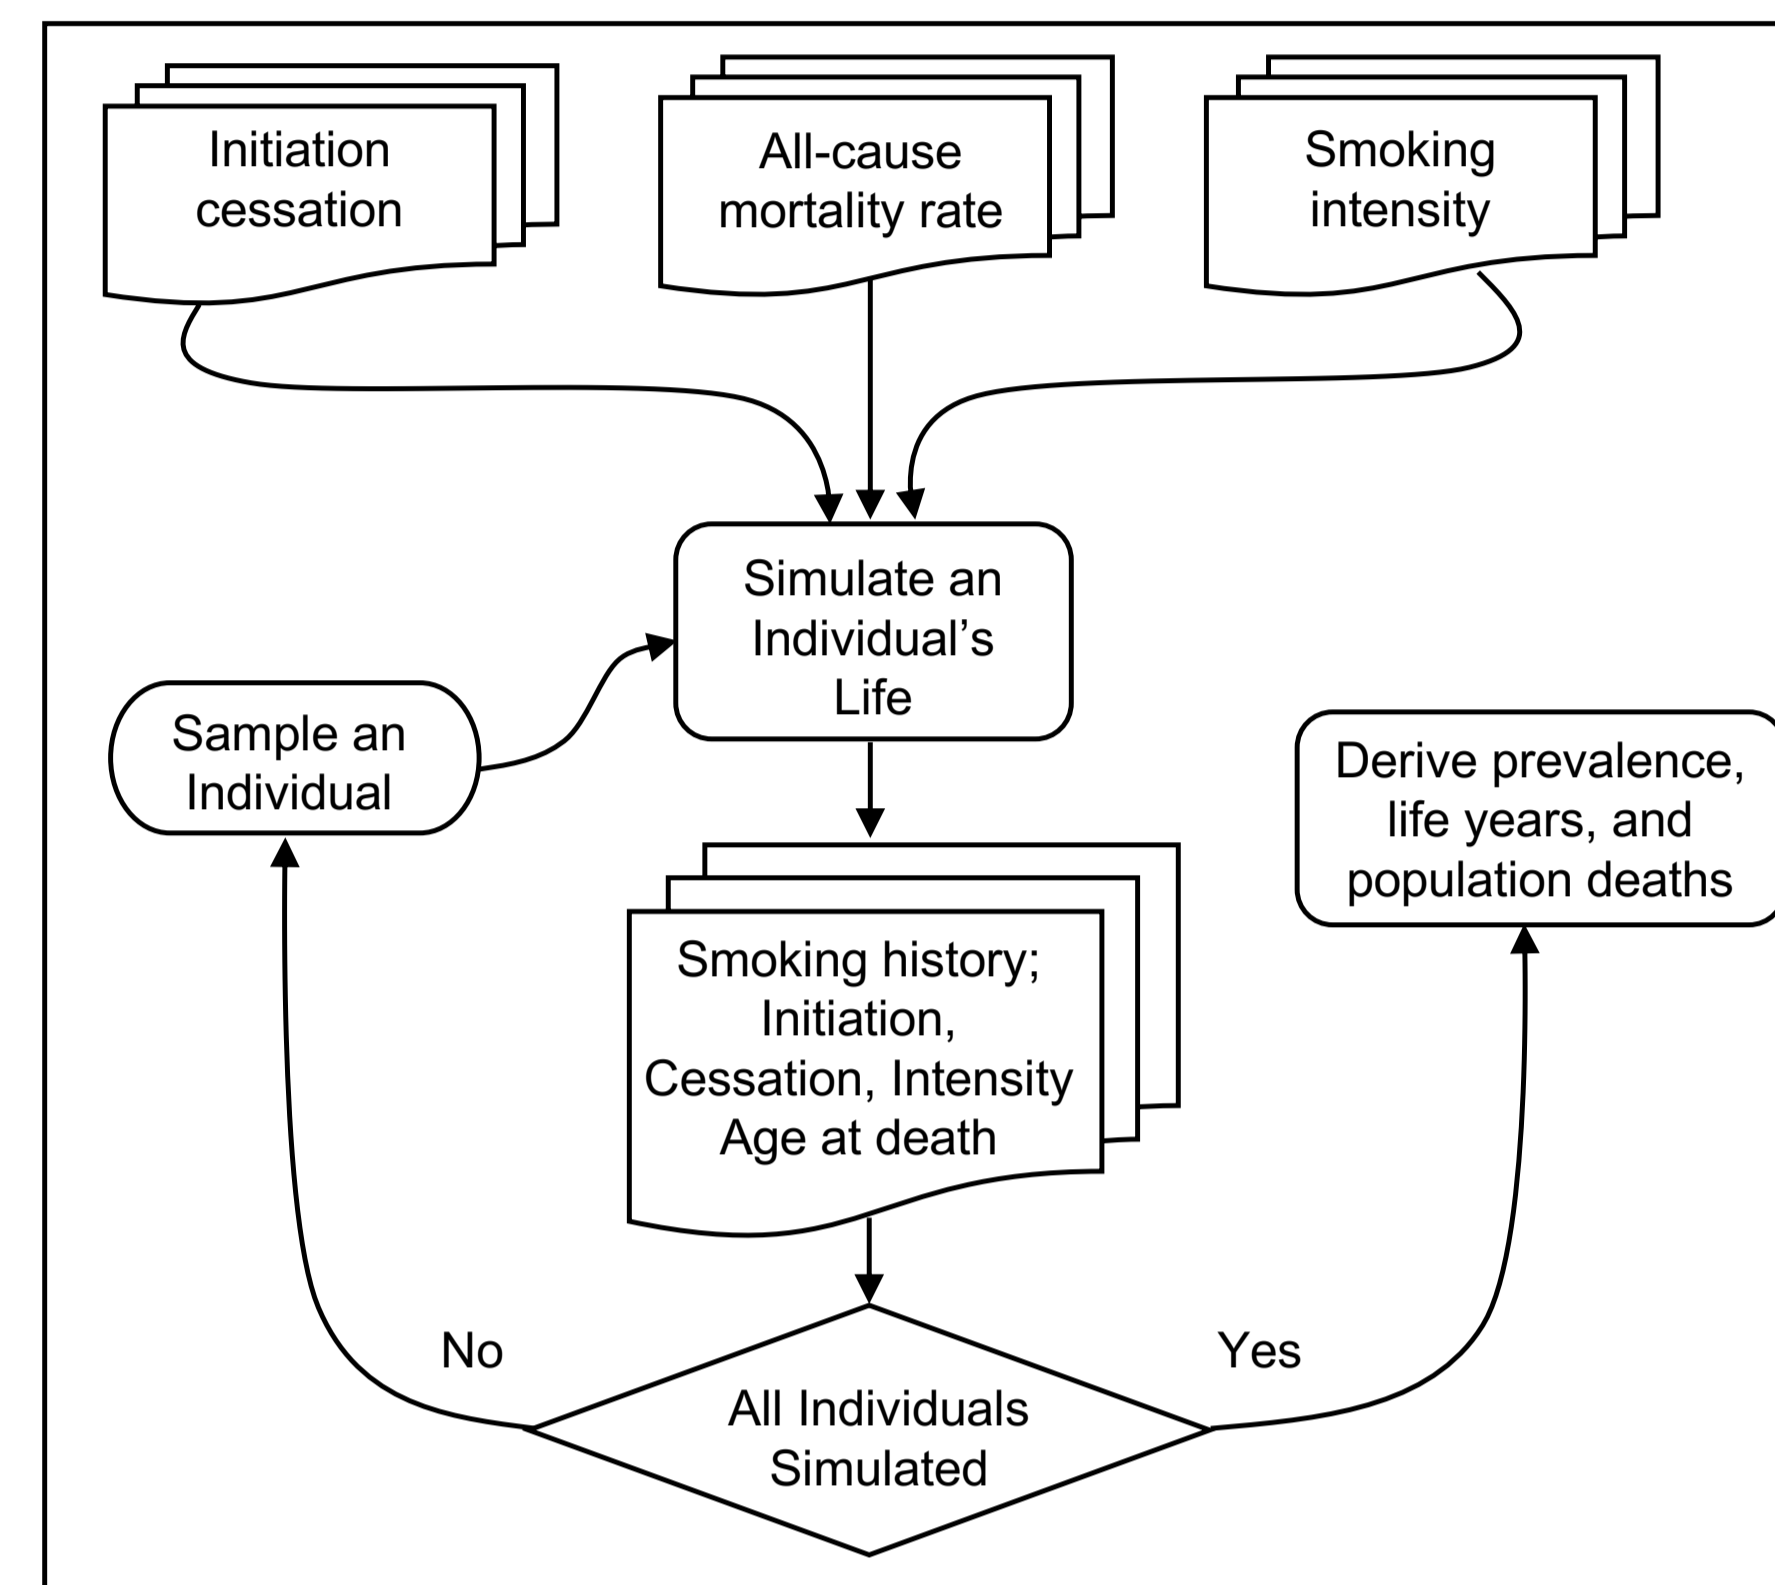 Initiation
cessation
All-cause
mortality rate
Smoking
intensity
Simulate an
Individual’s
Life
Sample an
Individual
Derive prevalence,
life years, and
population deaths
Smoking history;
Initiation,
Cessation, Intensity
Age at death
No
Yes
All Individuals
Simulated